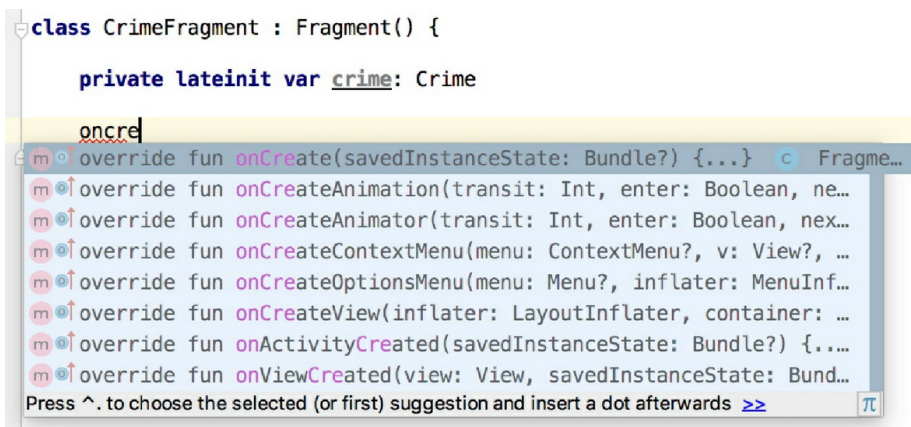 class CrimeFragment : Fragment() {
private lateinit var crime: Crime
oncre
m override fun onCreate(savedInstanceState: Bundle?) {...} c Fragme…
m override fun onCreateAnimation(transit: Int, enter: Boolean, ne…
m override fun onCreateAnimator(transit: Int, enter: Boolean, nex…
m override fun onCreateContextMenu(menu: ContextMenu?, v: View?, …
m override fun onCreateOptionsMenu(menu: Menu?, inflater: MenuInf…
m override fun onCreateView(inflater: LayoutInflater, container: …
m override fun onActivityCreated(savedInstanceState: Bundle?) {..…
m override fun onViewCreated(view: View, savedInstanceState: Bund…
Press ^. to choose the selected (or first) suggestion and insert a dot afterwards >> π